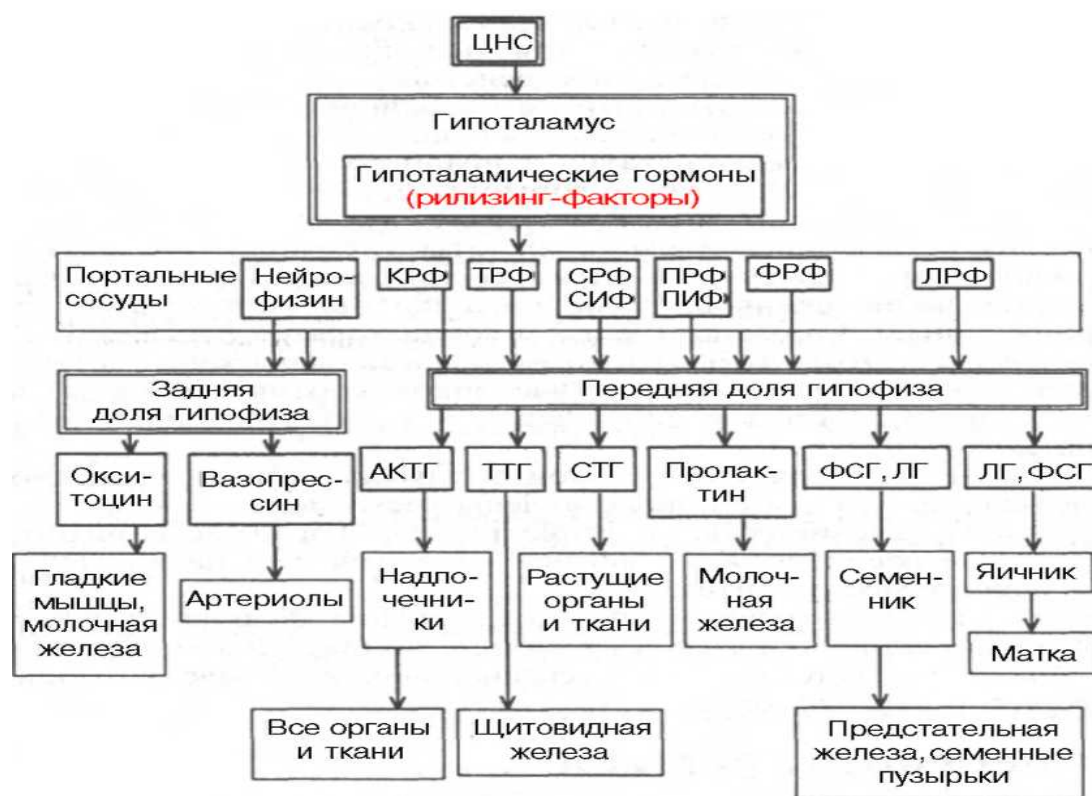 ЦНС
Гипоталамус
Гипоталамические гормоны
(рилизинг-факторы)
Портальные
сосуды
Нейро-
физин
КРФ
ТРФ
СРФ
СИФ
ПРФ
ПИФ
ФРФ
ЛРФ
Задняя
доля гипофиза
Передняя доля гипофиза
Окси-
тоцин
Вазопрес-
син
АКТГ
ТТГ
СТГ
Пролак-
тин
ФСГ, ЛГ
ЛГ, ФСГ
Гладкие
мышцы,
молочная
железа
Артериолы
Надпо-
чечни-
ки
Растущие
органы
и ткани
Молоч-
ная
железа
Семен-
ник
Яичник
Матка
Все органы
и ткани
Щитовидная
железа
Предстательная
железа, семенные
пузырьки